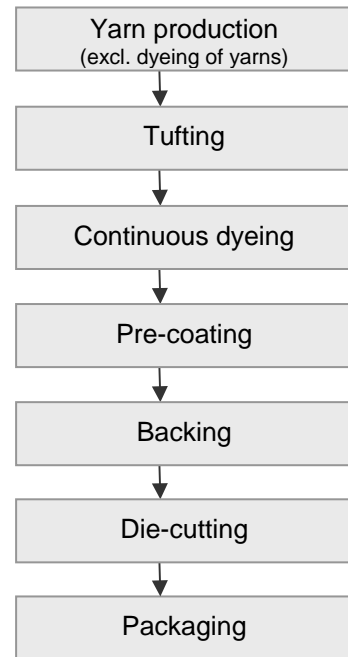 Yarn production
(excl. dyeing of yarns)
Tufting
Continuous dyeing
Pre-coating
Backing
Die-cutting
Packaging